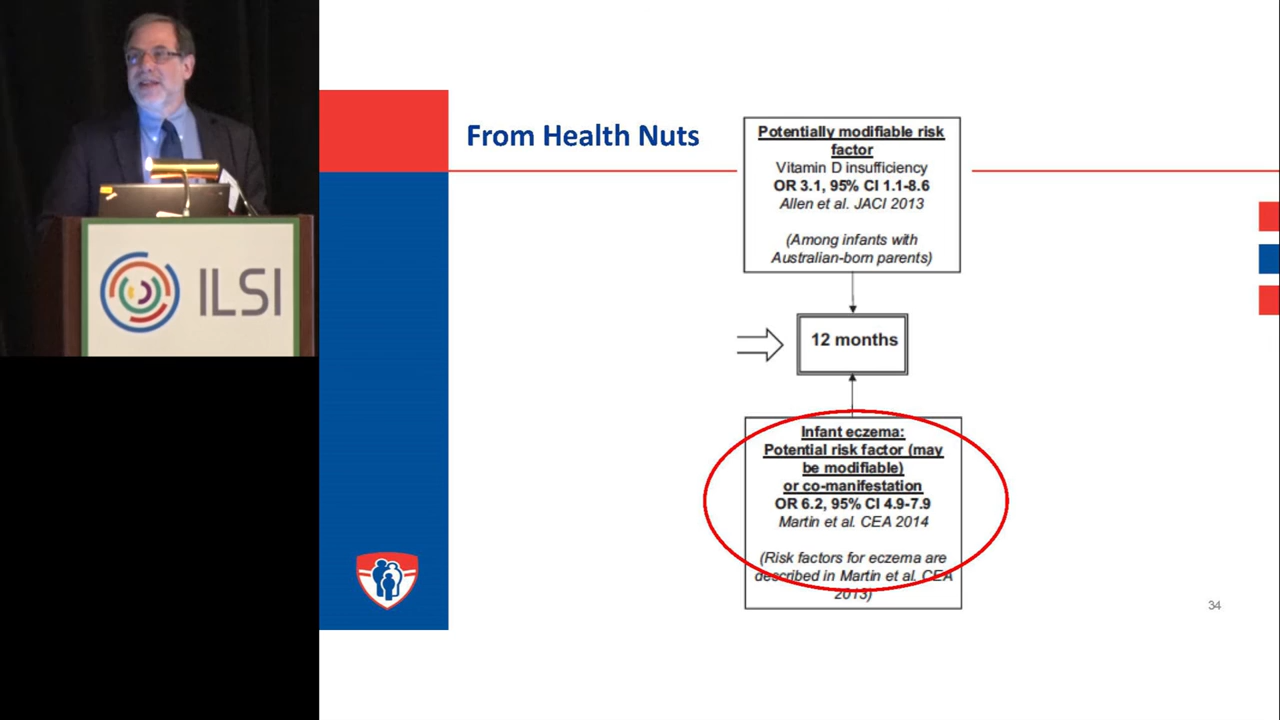 ILSI
From Health Nuts
Potentially modifiable risk
factor
Vitamin D insufficiency
OR 3.1, 95% CI 1.1-8.6
Allen et al. JACI 2013
(Among infants with
Australian-born parents)
12 months
Infant eczema:
Potential risk factor (may
be modifiable)
or co-manifestation
OR 6.2, 95% CI 4.9-7.9
Martin et al. CEA 2014
(Risk factors for eczema are
described in Martin et al. CEA
2013)
34